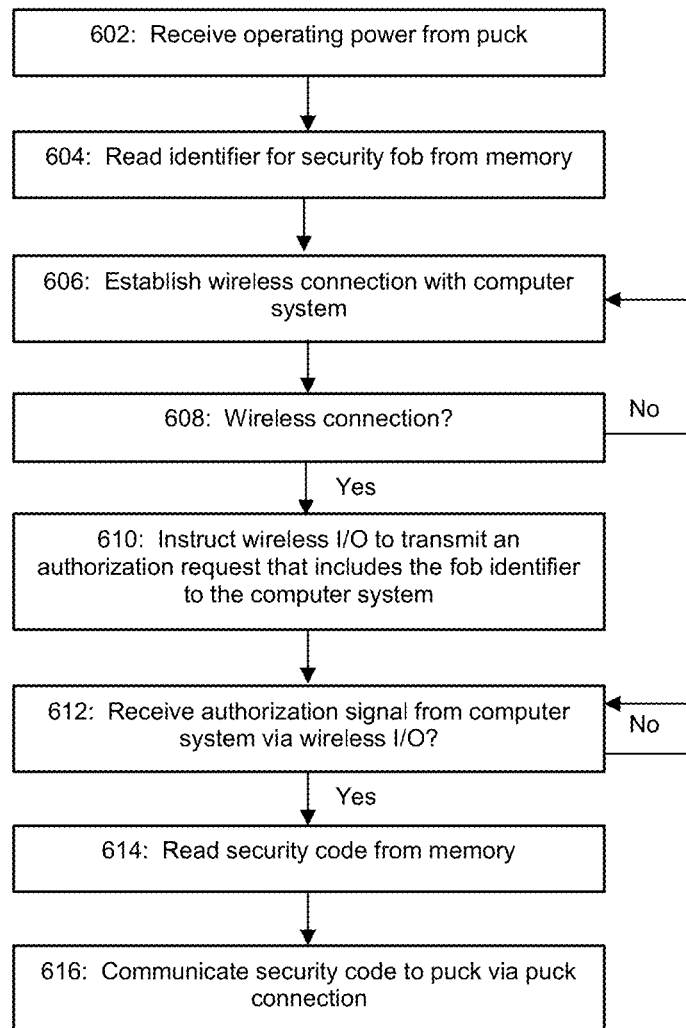 602: Receive operating power from puck
604: Read identifier for security fob from memory
606: Establish wireless connection with computer
system
608: Wireless connection?
No
Yes
610: Instruct wireless I/O to transmit an
authorization request that includes the fob identifier
to the computer system
612: Receive authorization signal from computer
system via wireless I/O?
No
Yes
614: Read security code from memory
616: Communicate security code to puck via puck
connection